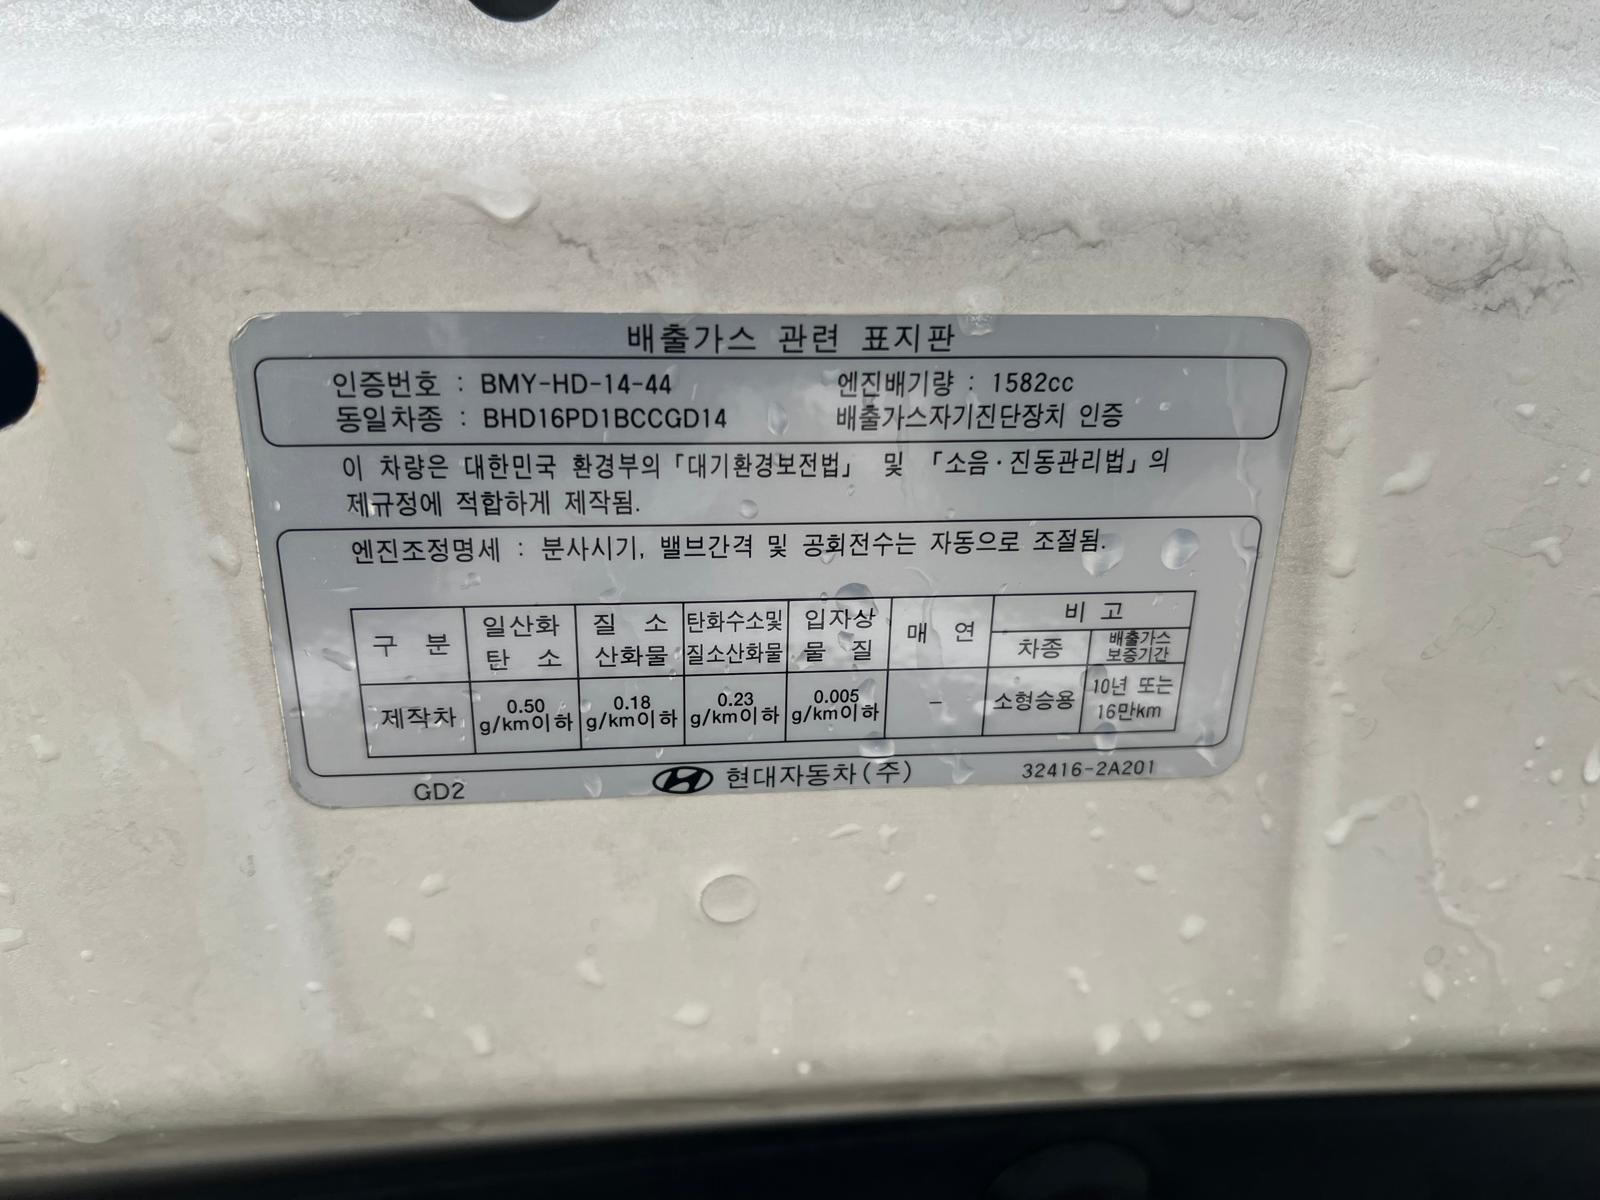 배출가스 관련 표지판
인증번호 : BMY-HD-14-44 엔진배기량 : 1582cc
동일차종 : BHD16PD1BCCGD14 배출가스자기진단장치 인증
이 차량은 대한민국 환경부의「대기환경보전법」 및 「소음·진동관리법」의
제규정에 적합하게 제작됨.
엔진조정명세 : 분사시기, 밸브간격 및 공회전수는 자동으로 조절됨.
구 분 일산화탄 소 질 소산화물 탄화수소및질소산화물 입자상물 질 매 연 비 고
차종 배출가스보증기간
제작차 0.50g/km이하 0.18g/km이하 0.23g/km이하 0.005g/km이하 - 소형승용 10년 또는16만km
GD2 현대자동차(주) 32416-2A201